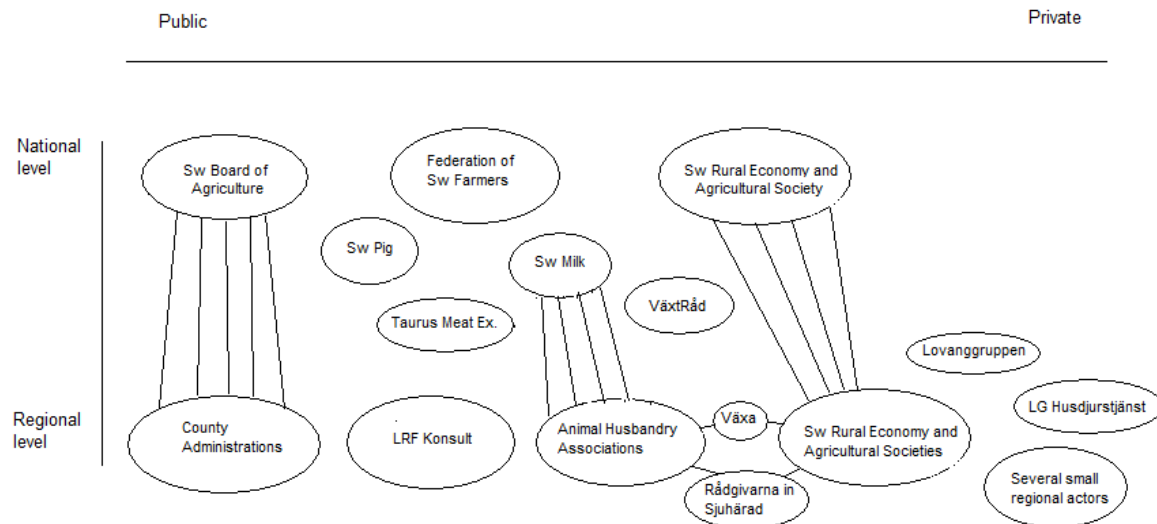 Public
Private
National
level
Sw Board of
Agriculture
Federation of
Sw Farmers
Sw Rural Economy and
Agricultural Society
Sw Pig
Sw Milk
VäxtRåd
Taurus Meat Ex.
Lovanggruppen
Regional
level
County
Administrations
LRF Konsult
Animal Husbandry
Associations
Växa
Sw Rural Economy and
Agricultural Societies
LG Husdjurstjänst
Rådgivarna in
Sjuhärad
Several small
regional actors